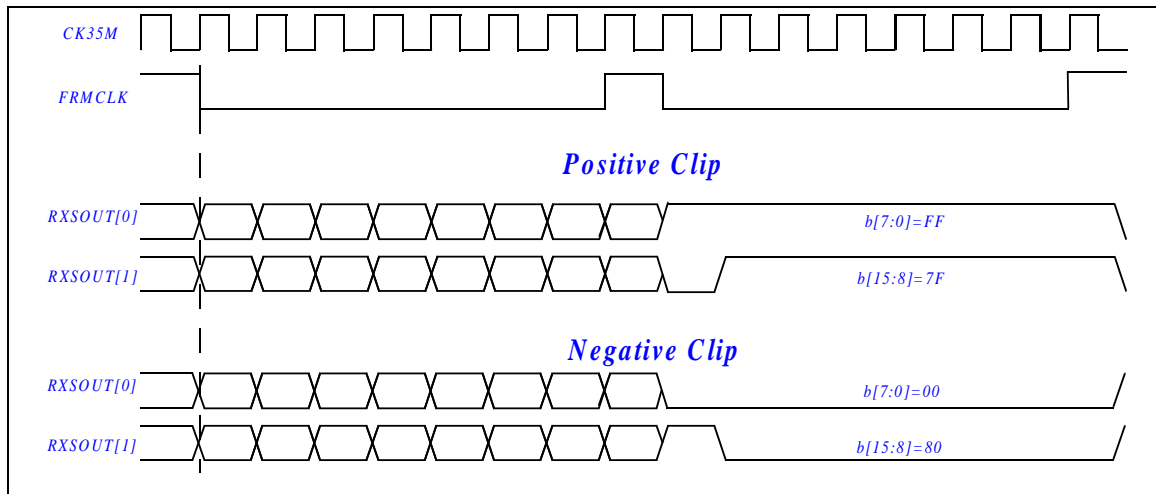 CK35M
FRMCLK
Positive Clip
RXSOUT[0]
b[7:0]=FF
RXSOUT[1]
b[15:8]=7F
Negative Clip
RXSOUT[0]
b[7:0]=00
RXSOUT[1]
b[15:8]=80